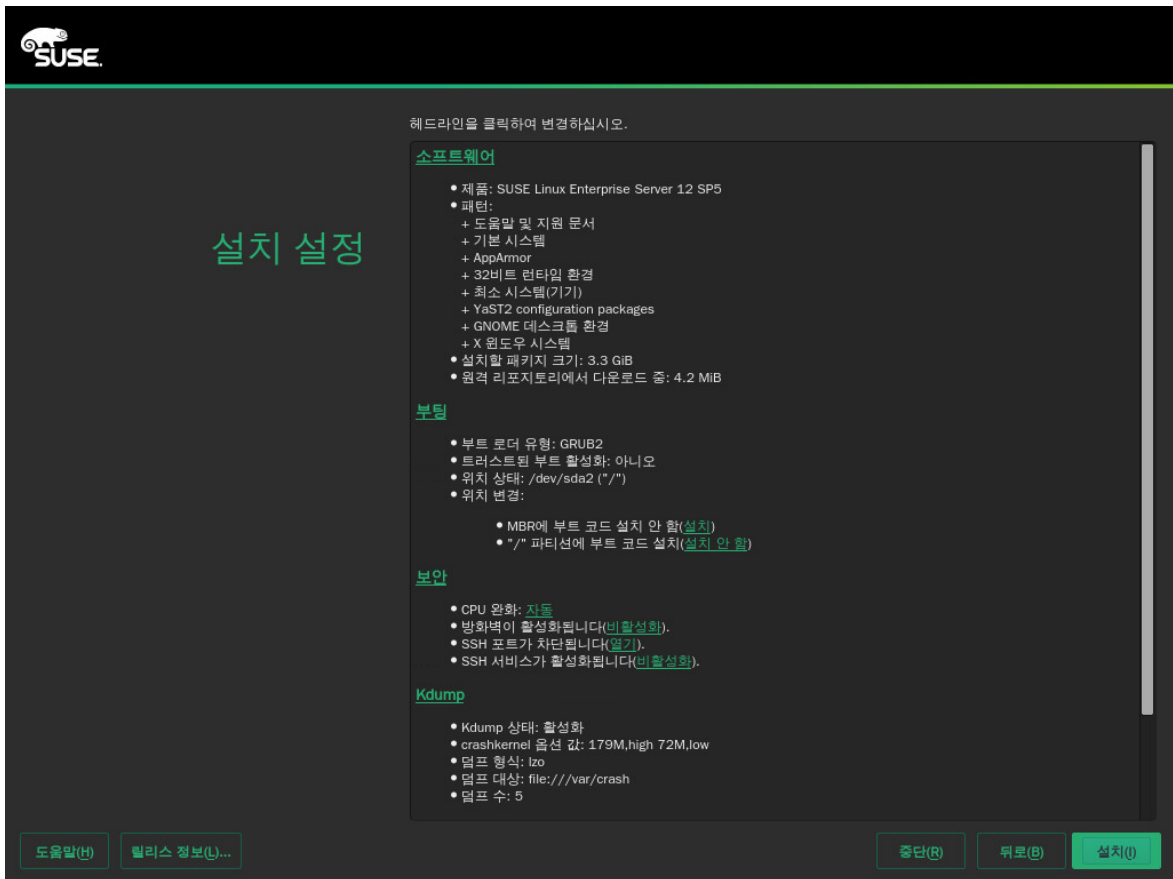 SUSE.
헤드라인을 클릭하여 변경하십시오.
설치 설정
소프트웨어
● 제품: SUSE Linux Enterprise Server 12 SP5
● 패턴:
+ 도움말 및 지원 문서
+ 기본 시스템
+ AppArmor
+ 32비트 런타임 환경
+ 최소 시스템(기기)
+ YaST2 configuration packages
+ GNOME 데스크톱 환경
+ X 윈도우 시스템
● 설치할 패키지 크기: 3.3 GiB
● 원격 리포지토리에서 다운로드 중: 4.2 MiB
부팅
● 부트 로더 유형: GRUB2
● 트러스트된 부트 활성화: 아니오
● 위치 상태: /dev/sda2 ("/")
● 위치 변경:
● MBR에 부트 코드 설치 안 함(설치)
● "/" 파티션에 부트 코드 설치(설치 안 함)
보안
● CPU 완화: 자동
● 방화벽이 활성화됩니다(비활성화).
● SSH 포트가 차단됩니다(열기).
● SSH 서비스가 활성화됩니다(비활성화).
Kdump
● Kdump 상태: 활성화
● crashkernel 옵션 값: 179M,high 72M,low
● 덤프 형식: lzo
● 덤프 대상: file:///var/crash
● 덤프 수: 5
도움말(H)
릴리스 정보(L)...
중단(R)
뒤로(B)
설치(I)